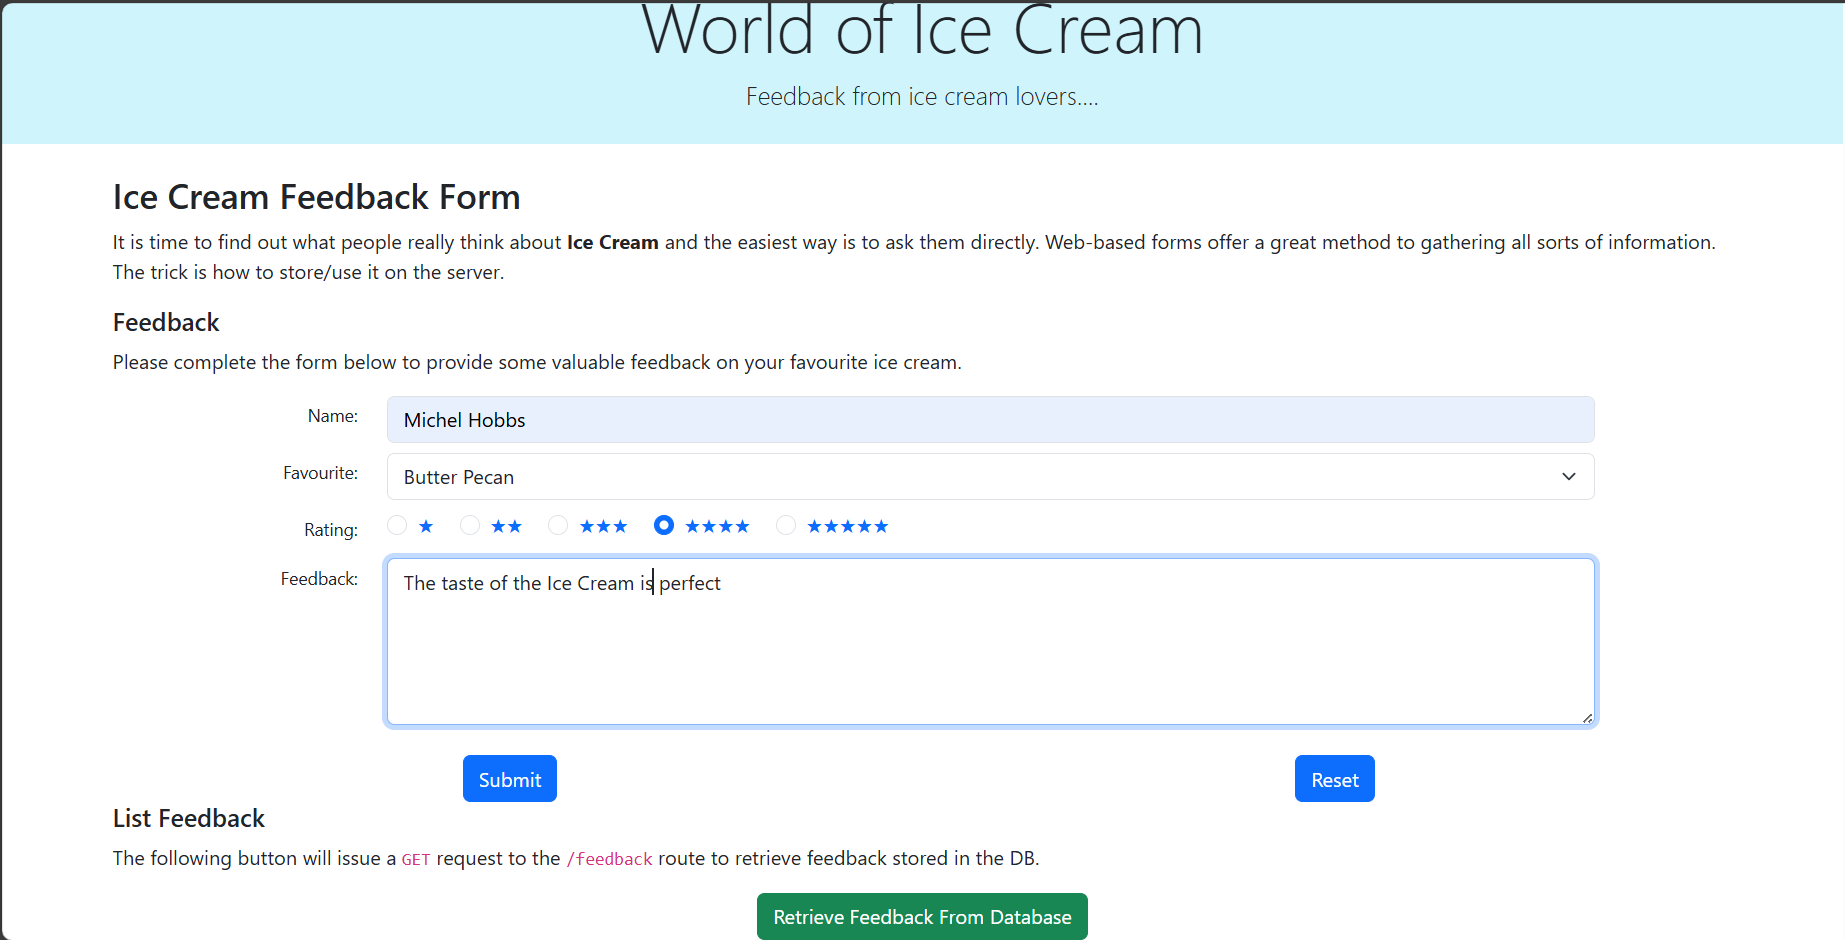 World of Ice Cream
Feedback from ice cream lovers....
Ice Cream Feedback Form
It is time to find out what people really think about Ice Cream and the easiest way is to ask them directly. Web-based forms offer a great method to gathering all sorts of information.
The trick is how to store/use it on the server.
Feedback
Please complete the form below to provide some valuable feedback on your favourite ice cream.
Name: Michel Hobbs
Favourite: Butter Pecan
Rating: ★ ★★ ★★★ ★★★★ ★★★★★
Feedback: The taste of the Ice Cream is perfect
Submit Reset
List Feedback
The following button will issue a GET request to the /feedback route to retrieve feedback stored in the DB.
Retrieve Feedback From Database